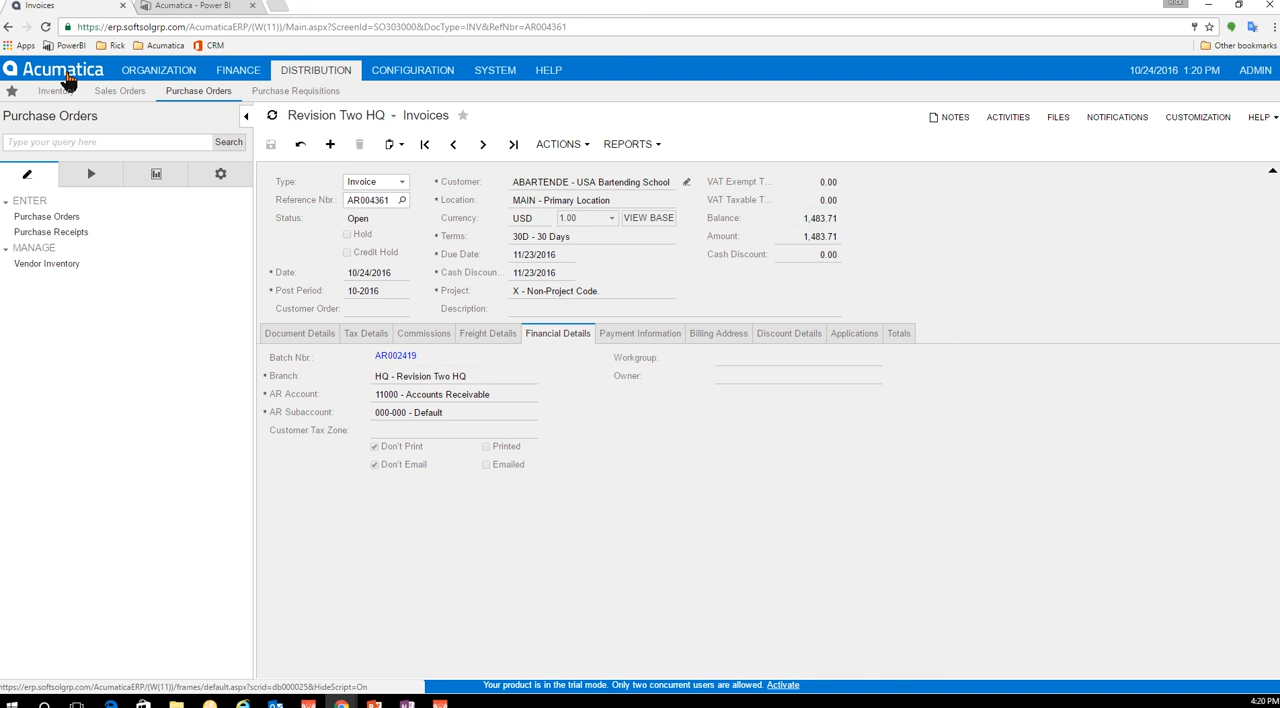 Invoices
Acumatica - Power BI
Rick
https://erp.softsolgrp.com/AcumaticaERP/(W(11))/Main.aspx?ScreenId=SO303000&DocType=INV&RefNbr=AR004361
Apps PowerBI Rick Acumatica CRM Other bookmarks
Acumatica ORGANIZATION FINANCE DISTRIBUTION CONFIGURATION SYSTEM HELP 10/24/2016 1:20 PM ADMIN
Inventory Sales Orders Purchase Orders Purchase Requisitions
Purchase Orders
Revision Two HQ - Invoices
NOTES ACTIVITIES FILES NOTIFICATIONS CUSTOMIZATION HELP
Type your query here Search
ACTIONS REPORTS
ENTER
Purchase Orders
Purchase Receipts
MANAGE
Vendor Inventory
Type: Invoice * Customer: ABARTENDE - USA Bartending School VAT Exempt T... 0.00
Reference Nbr.: AR004361 * Location: MAIN - Primary Location VAT Taxable T... 0.00
Status: Open Currency: USD 1.00 VIEW BASE Balance: 1,483.71
Hold * Terms: 30D - 30 Days Amount: 1,483.71
Credit Hold * Due Date: 11/23/2016 Cash Discount: 0.00
* Date: 10/24/2016 * Cash Discoun... 11/23/2016
* Post Period: 10-2016 * Project: X - Non-Project Code.
Customer Order: Description:
Document Details Tax Details Commissions Freight Details Financial Details Payment Information Billing Address Discount Details Applications Totals
Batch Nbr.: AR002419 Workgroup:
* Branch: HQ - Revision Two HQ Owner:
* AR Account: 11000 - Accounts Receivable
* AR Subaccount: 000-000 - Default
Customer Tax Zone:
Don't Print Printed
Don't Email Emailed
https://erp.softsolgrp.com/AcumaticaERP/(W(11))/frames/default.aspx?scrid=db000025&HideScript=On
Your product is in the trial mode. Only two concurrent users are allowed. Activate
4:20 PM